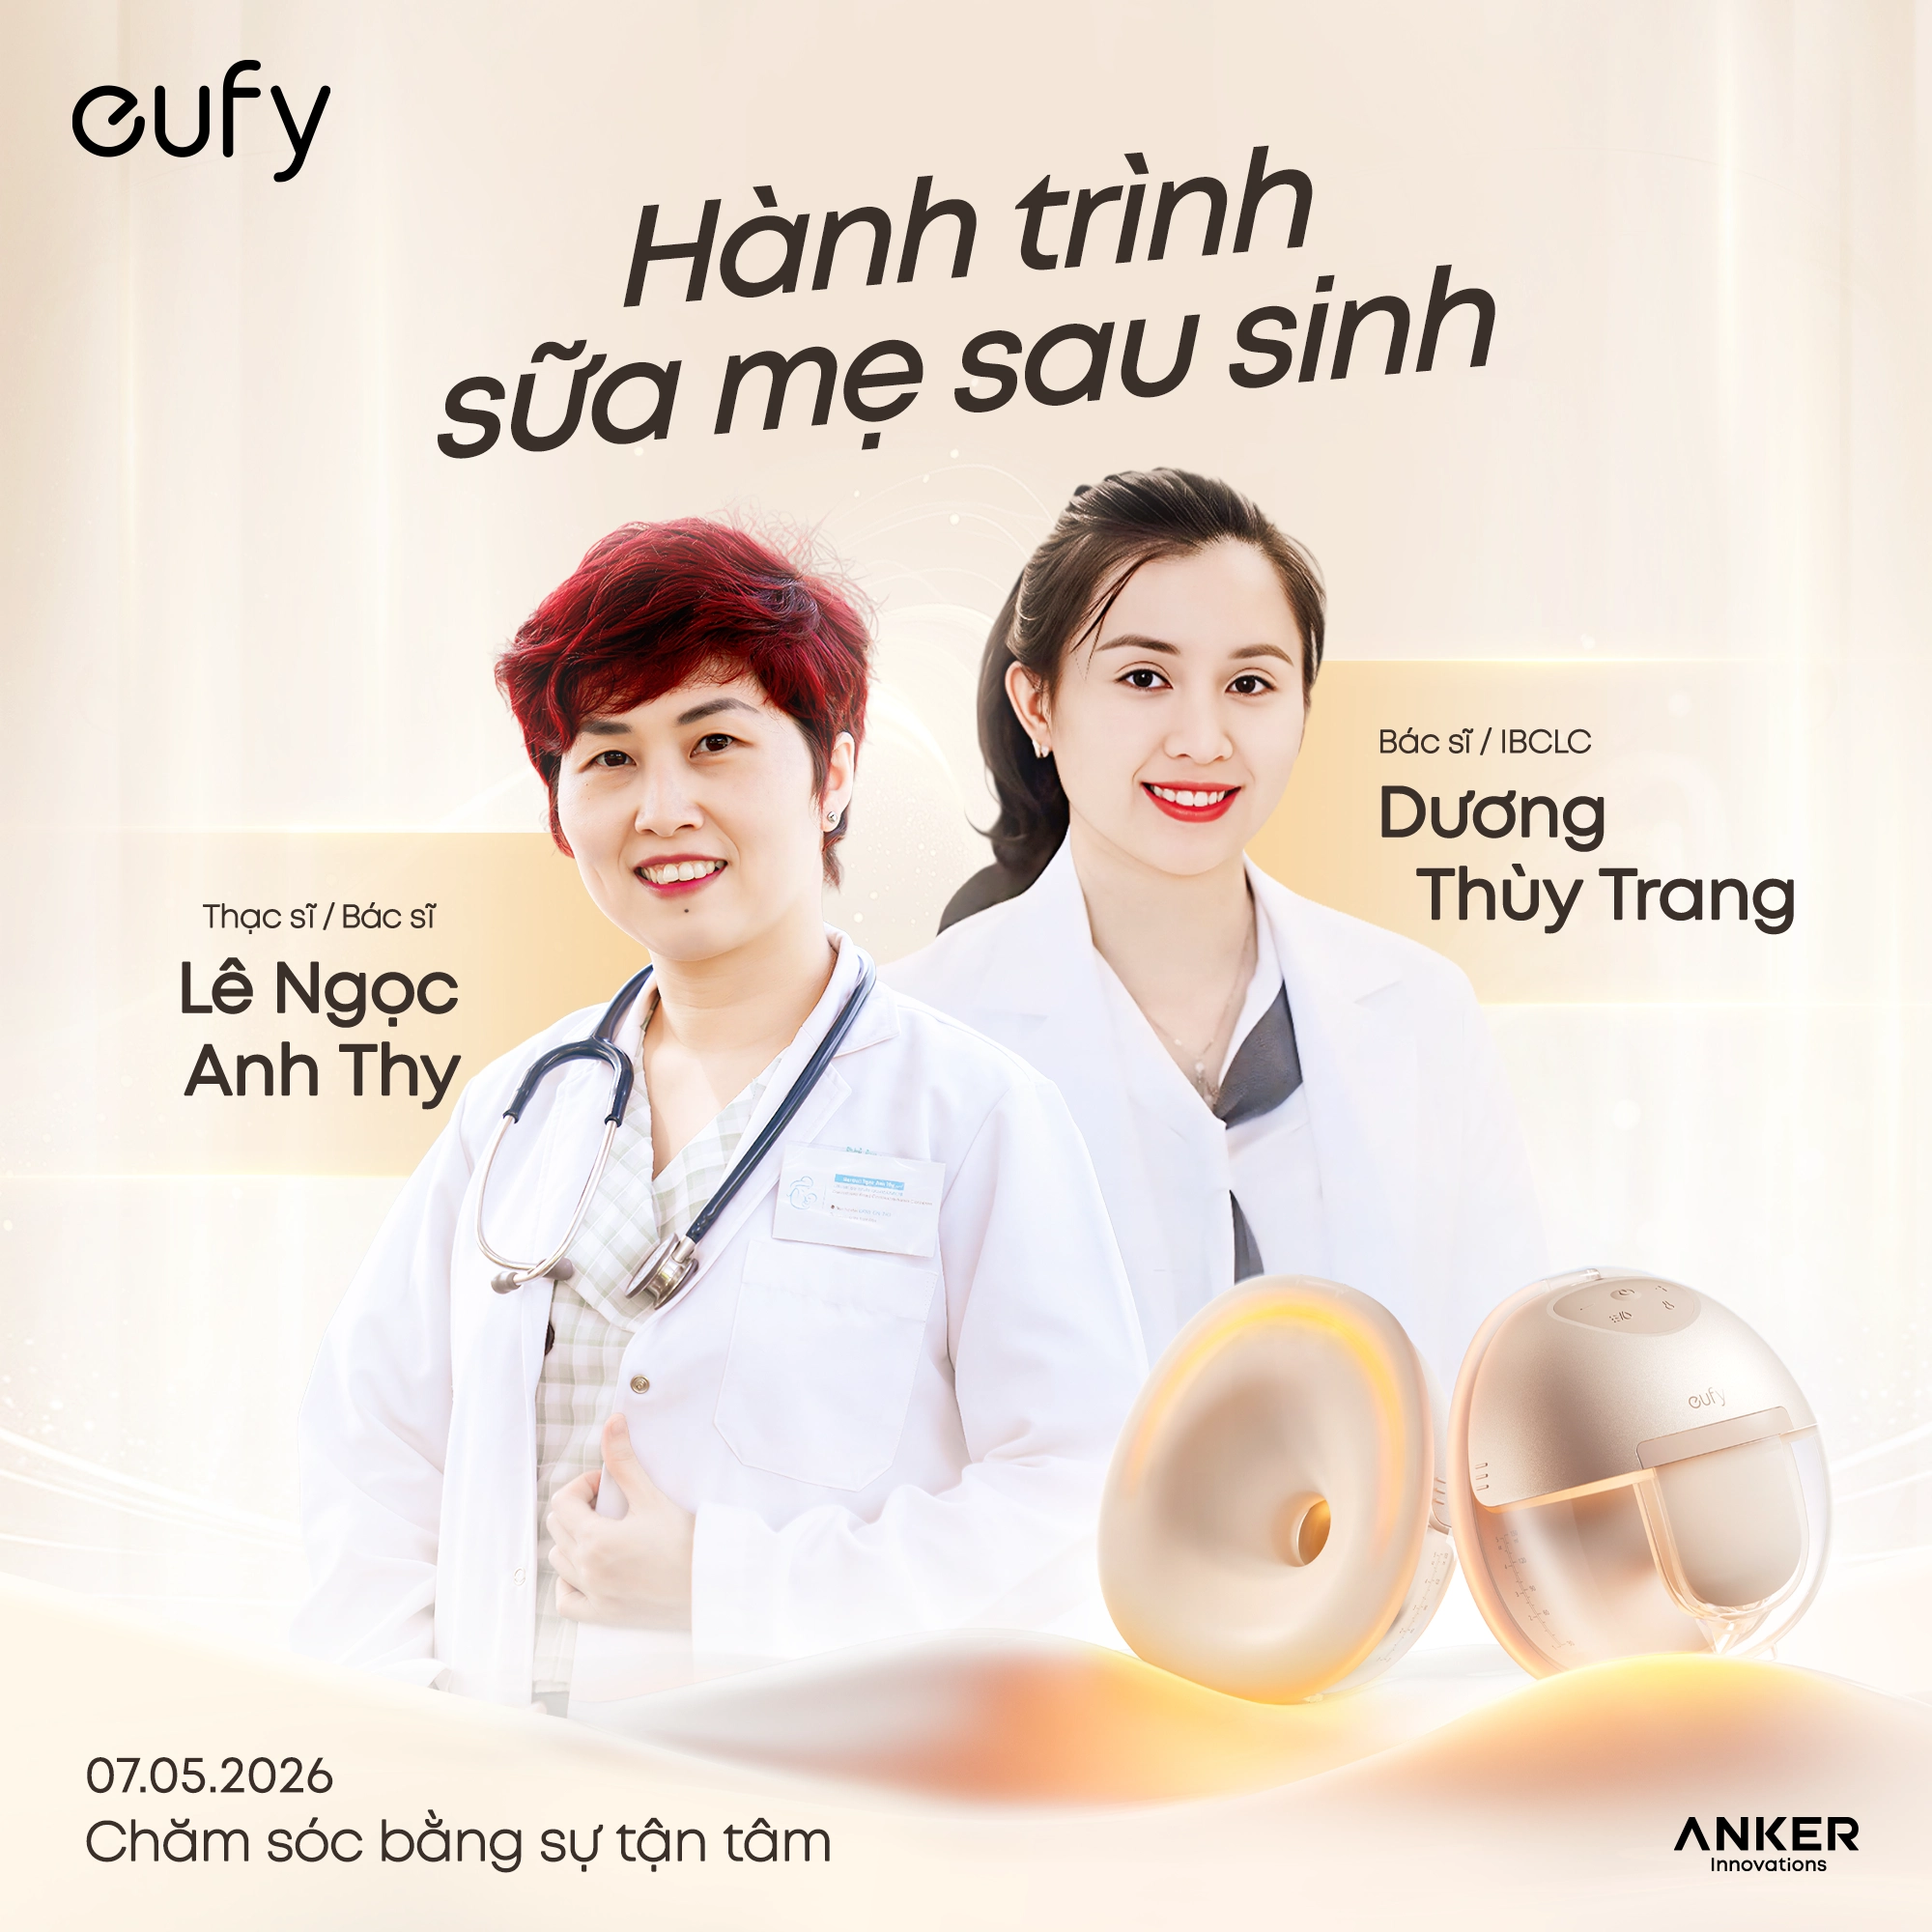 eufy
Hành trình
sữa mẹ sau sinh
Bác sĩ / IBCLC
Dương
Thùy Trang
Thạc sĩ / Bác sĩ
Lê Ngọc
Anh Thy
eufy
07.05.2026
Chăm sóc bằng sự tận tâm
ANKER
Innovations